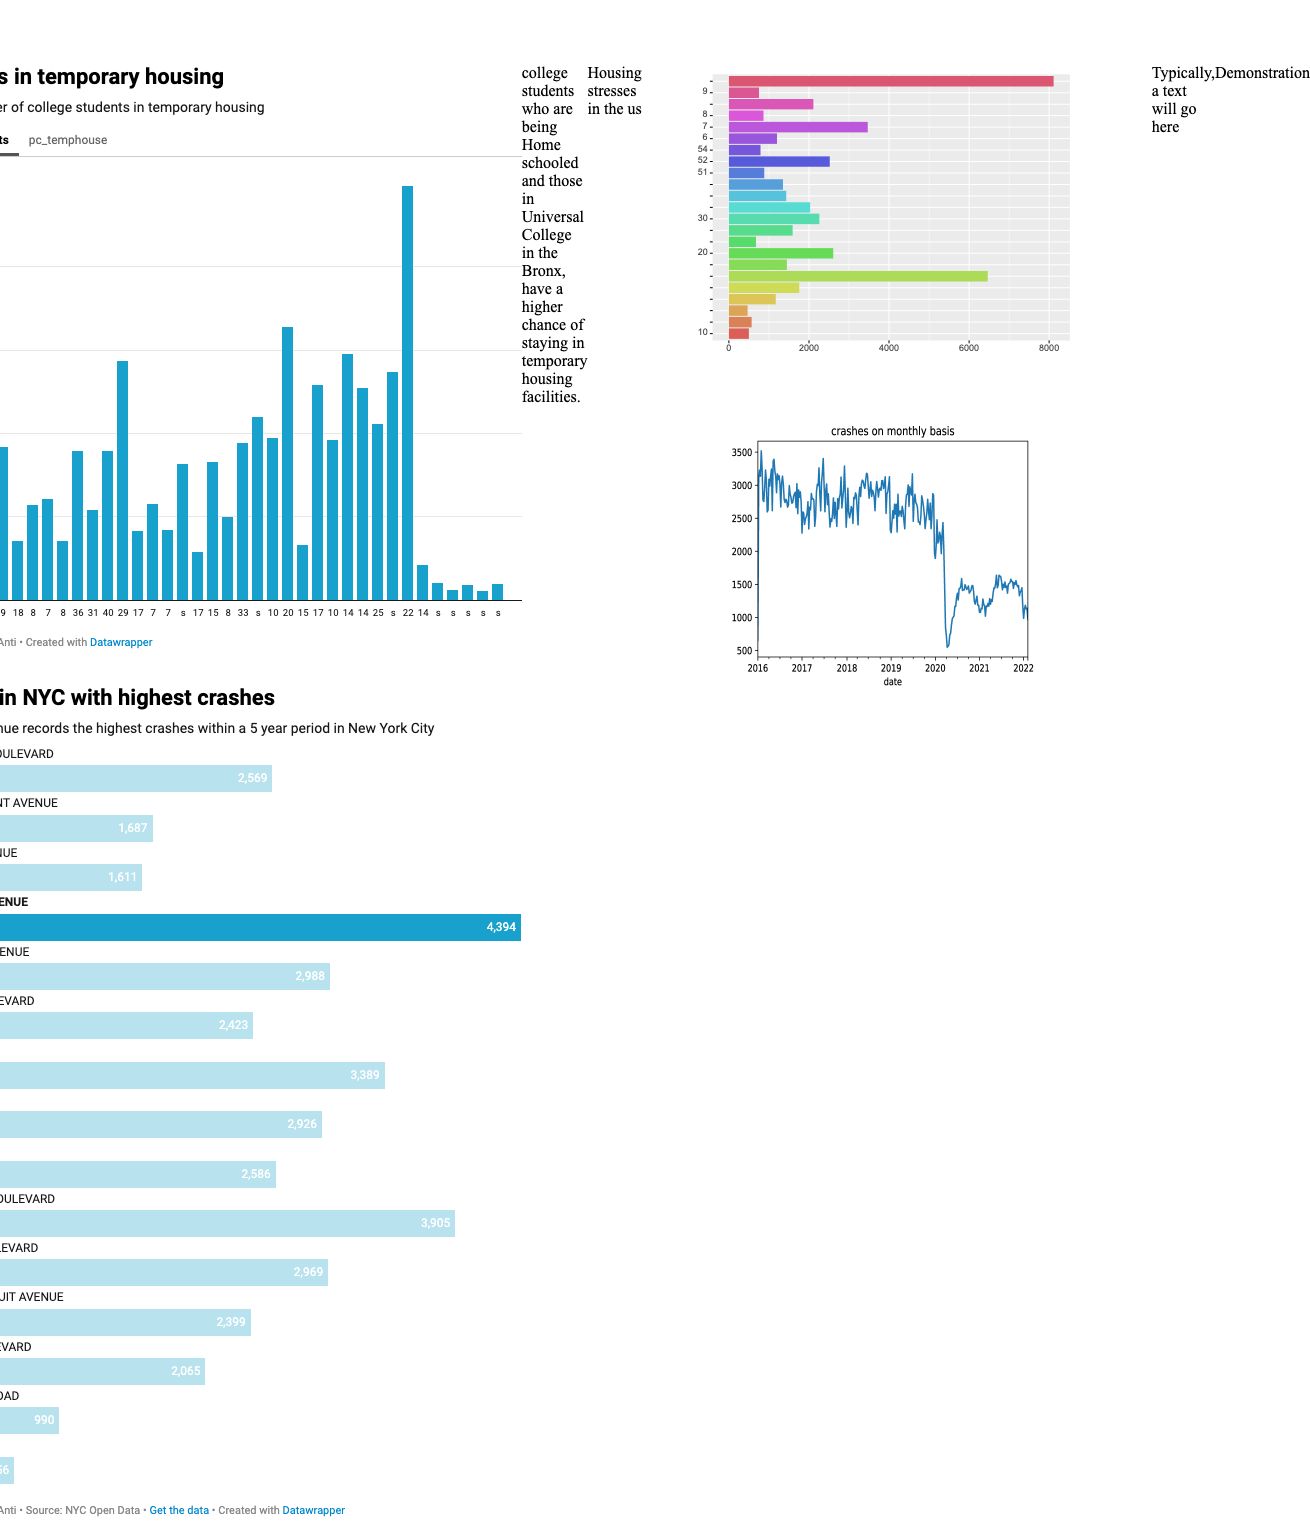 s in temporary housing
er of college students in temporary housing
ts pc_temphouse
9 18 8 7 8 36 31 40 29 17 7 7 s 17 15 8 33 s 10 20 15 17 10 14 14 25 s 22 14 s s s s s
Anti • Created with Datawrapper
college
students
who are
being
Home
schooled
and those
in
Universal
College
in the
Bronx,
have a
higher
chance of
staying in
temporary
housing
facilities.
Housing
stresses
in the us
9
8
7
6
54
52
51
30
20
10
0 2000 4000 6000 8000
Typically,Demonstration
a text
will go
here
crashes on monthly basis
3500
3000
2500
2000
1500
1000
500
2016 2017 2018 2019 2020 2021 2022
date
in NYC with highest crashes
nue records the highest crashes within a 5 year period in New York City
OULEVARD
2,569
NT AVENUE
1,687
NUE
1,611
ENUE
4,394
ENUE
2,988
EVARD
2,423
3,389
2,926
2,586
OULEVARD
3,905
LEVARD
2,969
UIT AVENUE
2,399
EVARD
2,065
OAD
990
56
Anti • Source: NYC Open Data • Get the data • Created with Datawrapper